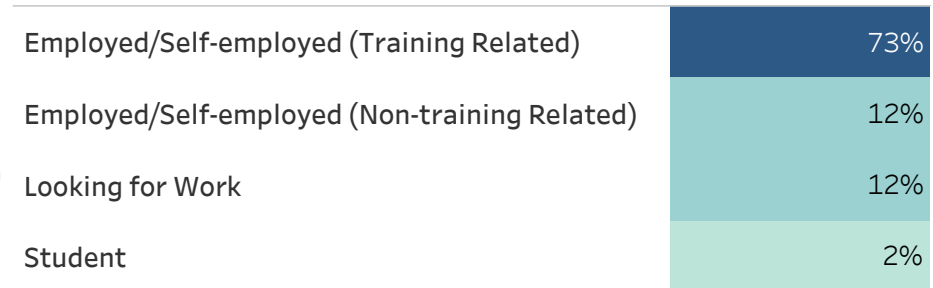 Employed/Self-employed (Training Related) 73%
Employed/Self-employed (Non-training Related) 12%
Looking for Work 12%
Student 2%